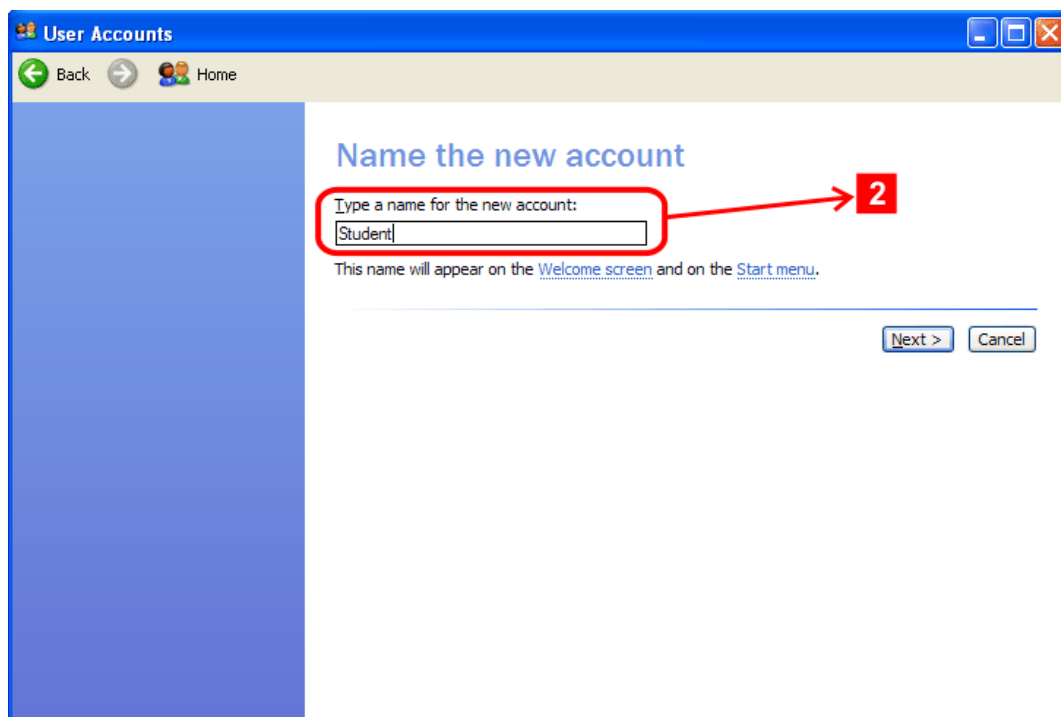 User Accounts
Back Home
Name the new account
Type a name for the new account:
2
Student
This name will appear on the Welcome screen and on the Start menu.
Next > Cancel